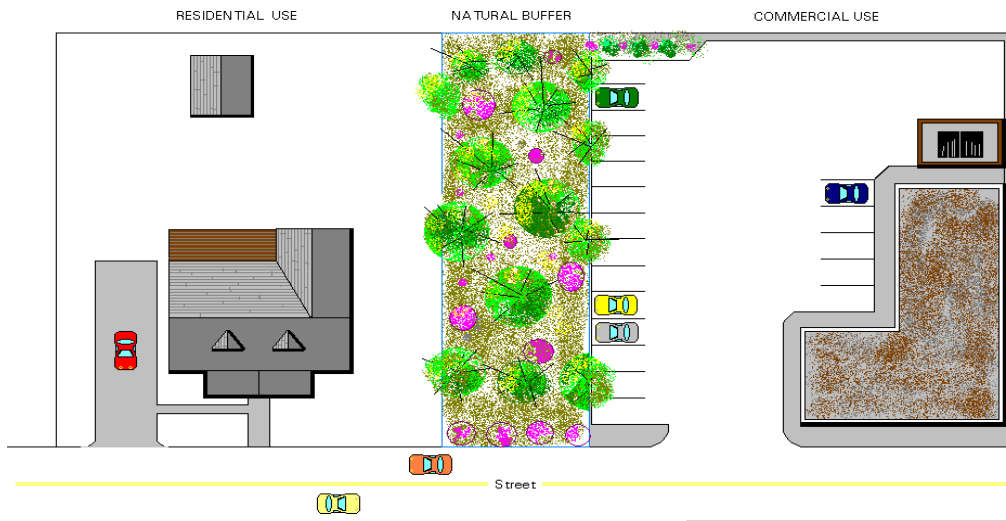 RESIDENTIAL USE
NATURAL BUFFER
COMMERCIAL USE
Street